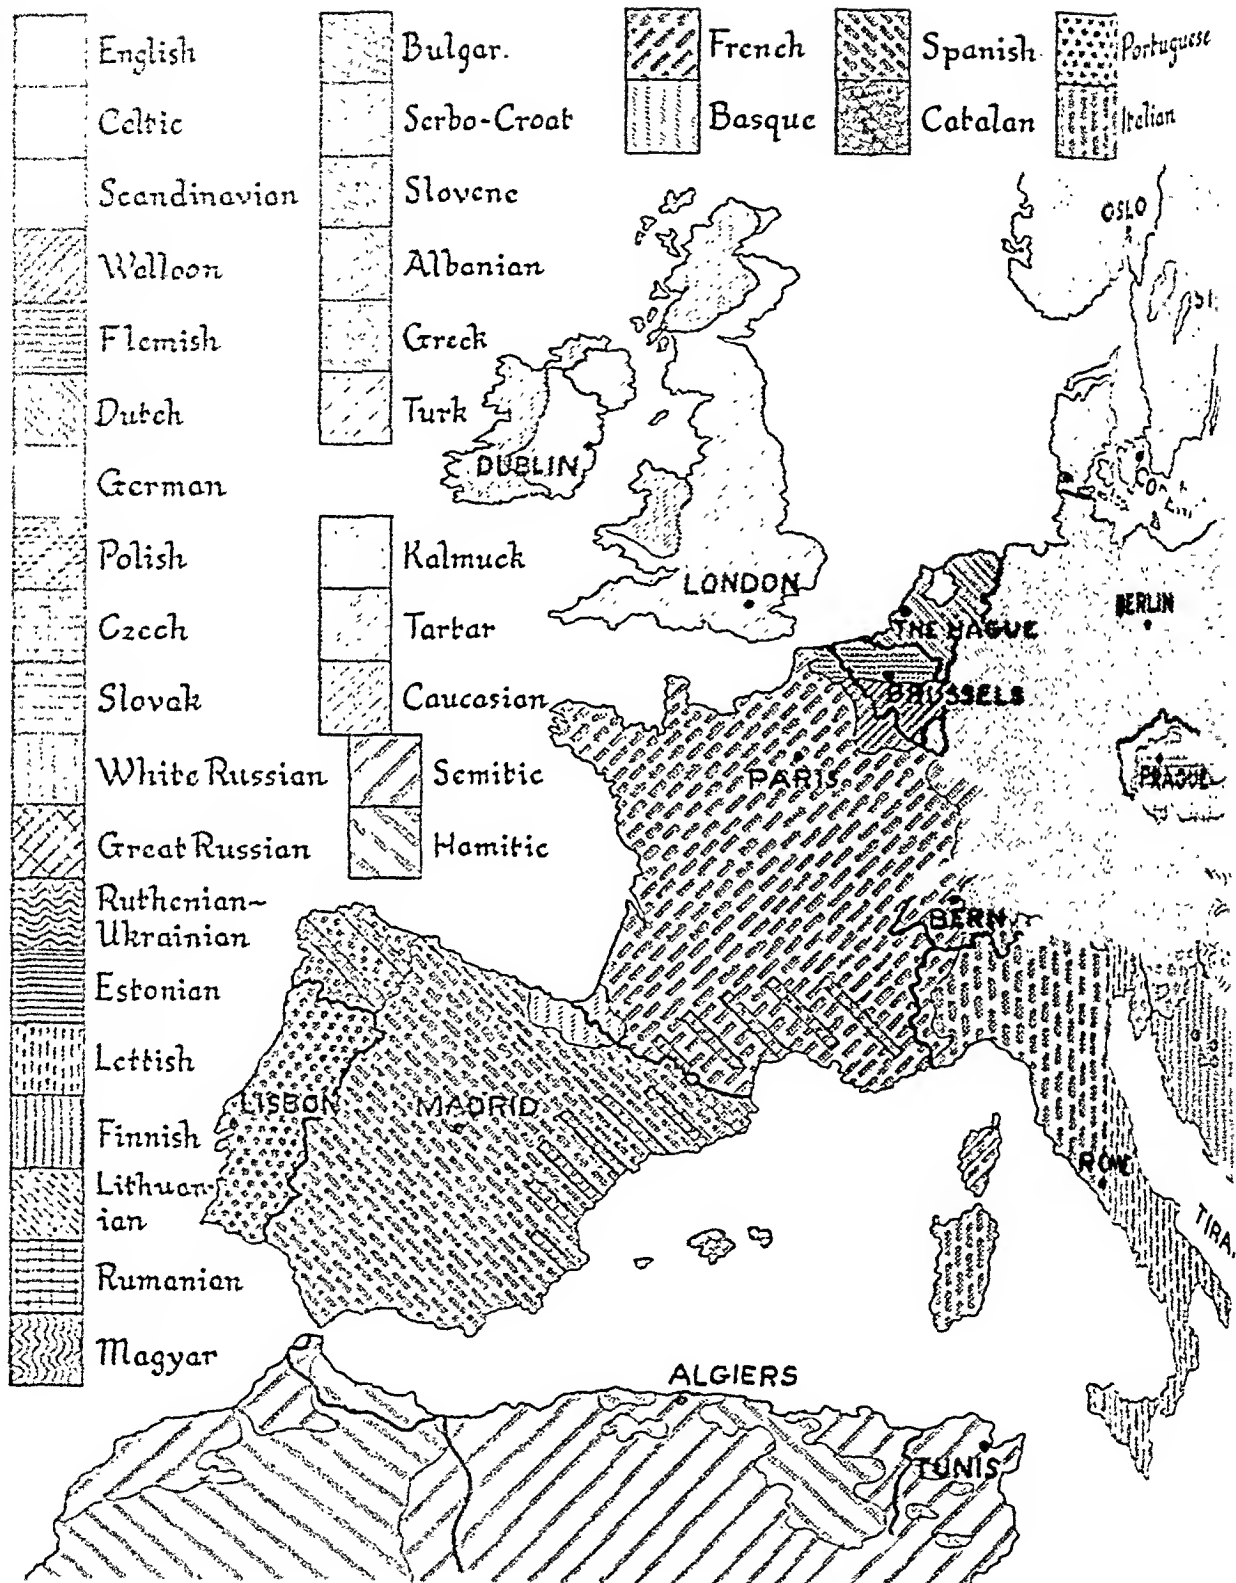 English
Celtic
Scandinavian
Walloon
Flemish
Dutch
German
Polish
Czech
Slovak
White Russian
Great Russian
Ruthenian~
Ukrainian
Estonian
Lettish
Finnish
Lithuan-
ian
Rumanian
Magyar
Bulgar.
Serbo-Croat
Slovene
Albanian
Greek
Turk
Kalmuck
Tartar
Caucasian
Semitic
Hamitic
French
Basque
Spanish
Catalan
Portuguese
Italian
OSLO
DUBLIN
LONDON
THE HAGUE
BERLIN
BRUSSELS
PARIS
PRAGUE
BERN
LISBON
MADRID
ROME
TIRA
ALGIERS
TUNIS